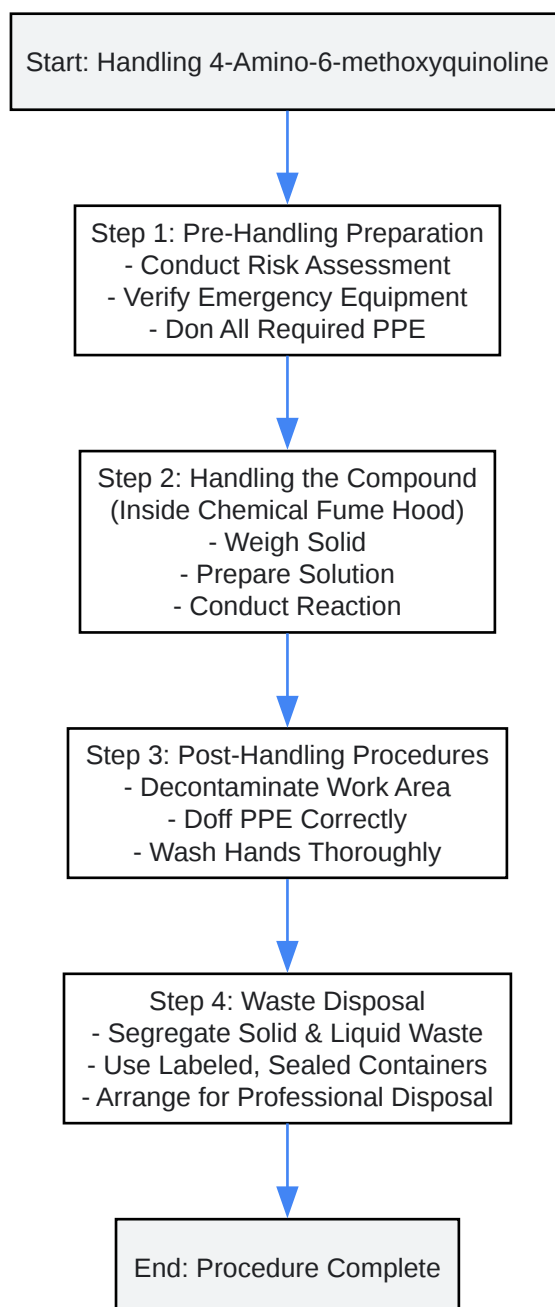 Start: Handling 4-Amino-6-methoxyquinoline
Step 1: Pre-Handling Preparation
- Conduct Risk Assessment
- Verify Emergency Equipment
- Don All Required PPE
Step 2: Handling the Compound
(Inside Chemical Fume Hood)
- Weigh Solid
- Prepare Solution
- Conduct Reaction
Step 3: Post-Handling Procedures
- Decontaminate Work Area
- Doff PPE Correctly
- Wash Hands Thoroughly
Step 4: Waste Disposal
- Segregate Solid & Liquid Waste
- Use Labeled, Sealed Containers
- Arrange for Professional Disposal
End: Procedure Complete